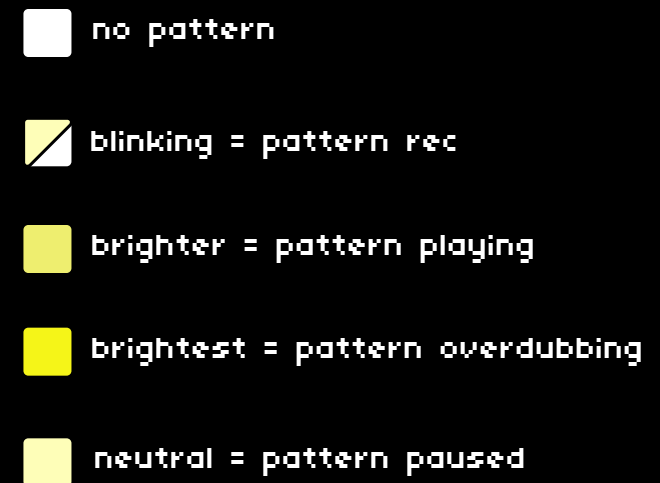 no pattern
blinking = pattern rec
brighter = pattern playing
brightest = pattern overdubbing
neutral = pattern paused